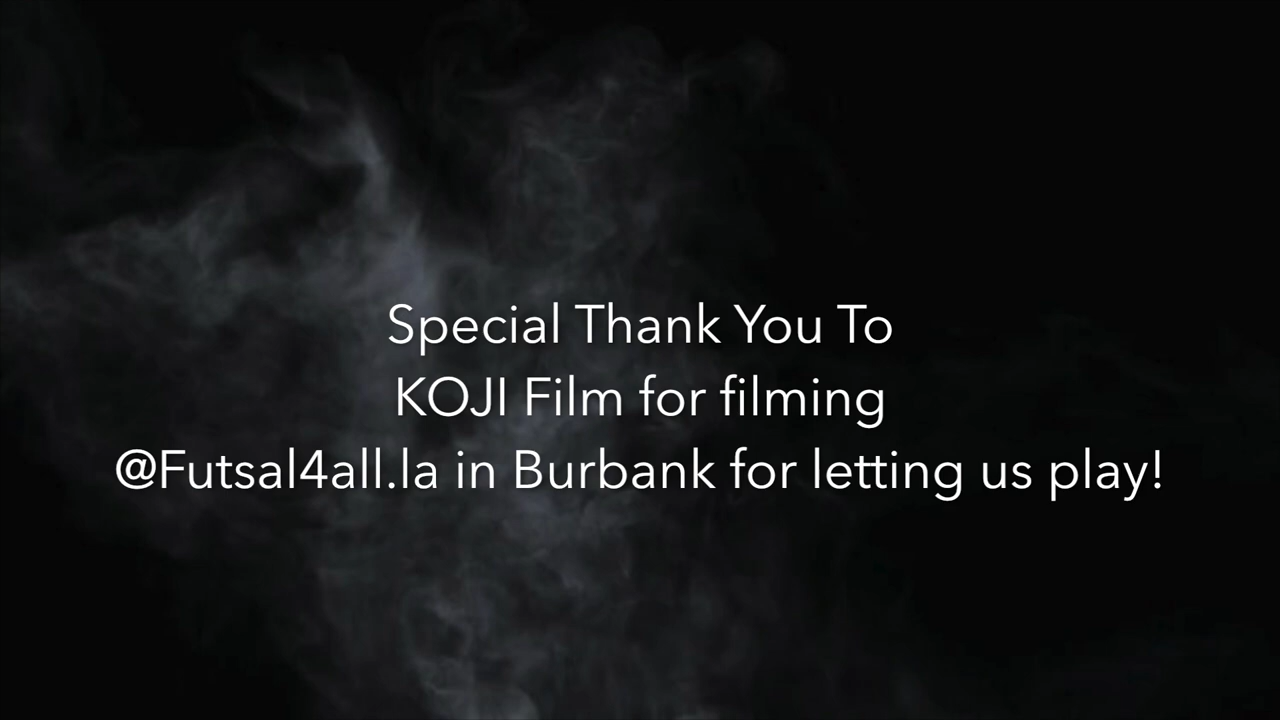 Special Thank You To
KOJI Film for filming
@Futsal4all.la in Burbank for letting us play!